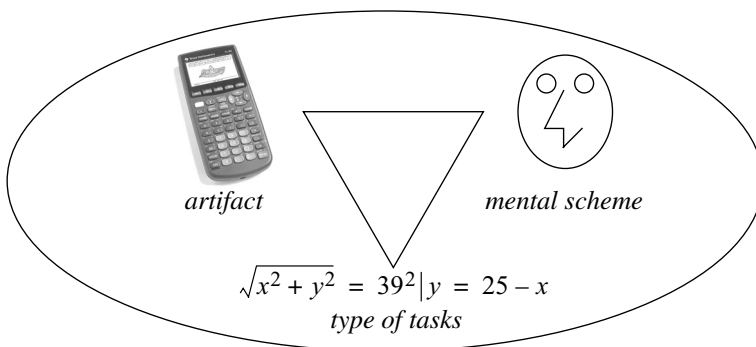 artifact
mental scheme
√x² + y² = 39² | y = 25 – x
type of tasks